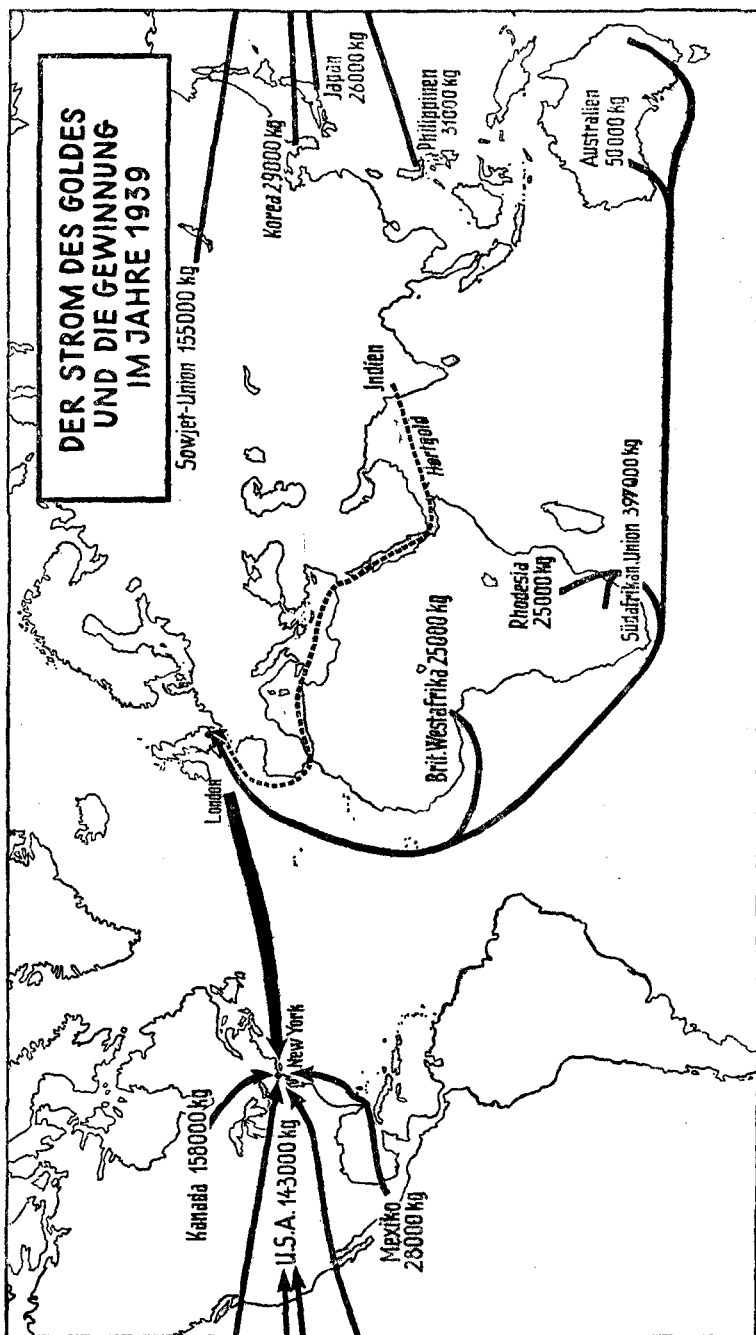 DER STROM DES GOLDES
UND DIE GEWINNUNG
IM JAHRE 1939
Kanada 158000 kg
U.S.A. 143000 kg
New York
Mexiko
28000 kg
London
Brit. Westafrika 25000 kg
Rhodesia
25000 kg
Südafrikan. Union 397000 kg
Hortgold
Indien
Sowjet-Union 155000 kg
Korea 29000 kg
Japan
26000 kg
Philippinen
31000 kg
Australien
50000 kg